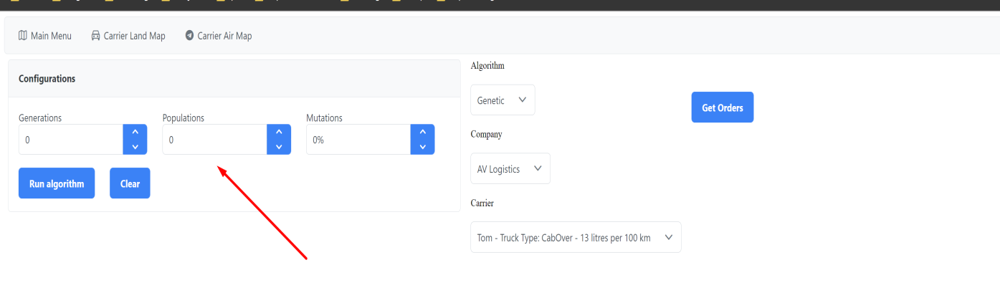 Main Menu Carrier Land Map Carrier Air Map
Configurations
Generations Populations Mutations
0 0 0%
Run algorithm Clear
Algorithm
Genetic
Get Orders
Company
AV Logistics
Carrier
Tom - Truck Type: CabOver - 13 litres per 100 km